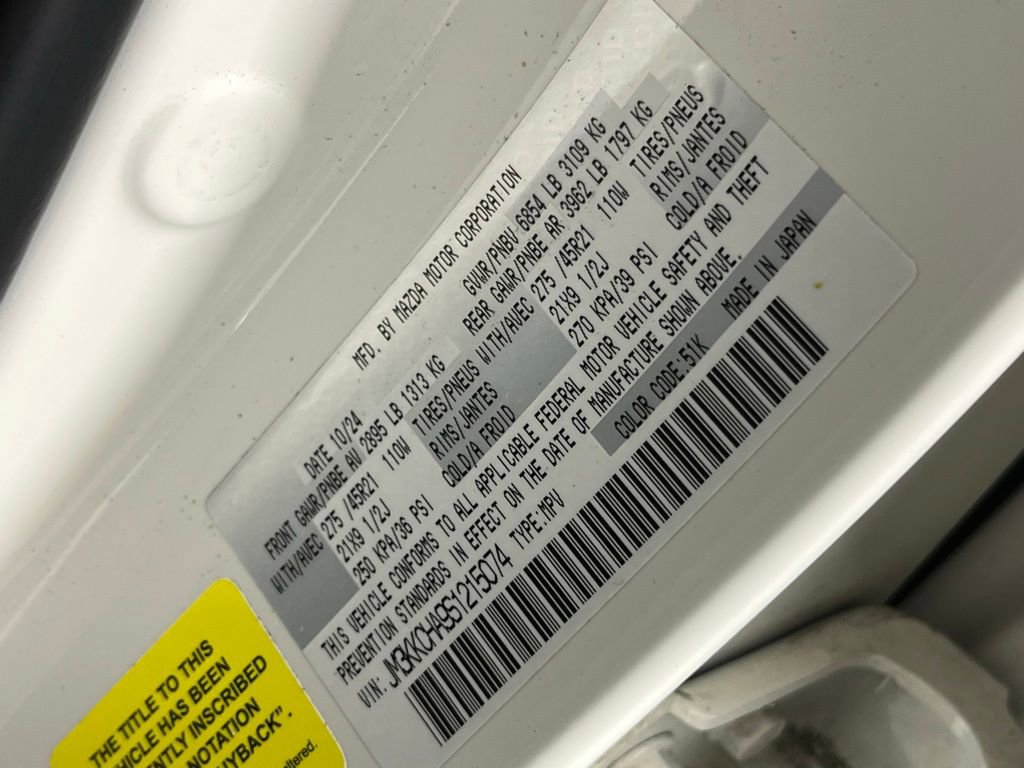 MFD. BY MAZDA MOTOR CORPORATION
DATE 10/24 GVWR/PNBV 6854 LB 3109 KG
FRONT GAWR/PNBE AV 2895 LB 1313 KG REAR GAWR/PNBE AR 3962 LB 1797 KG
WITH/AVEC 275 /45R21 110W TIRES/PNEUS WITH/AVEC 275 /45R21 110W TIRES/PNEUS
21X9 1/2J RIMS/JANTES 21X9 1/2J RIMS/JANTES
250 KPA/36 PSI COLD/A FROID 270 KPA/39 PSI COLD/A FROID
THIS VEHICLE CONFORMS TO ALL APPLICABLE FEDERAL MOTOR VEHICLE SAFETY AND THEFT
PREVENTION STANDARDS IN EFFECT ON THE DATE OF MANUFACTURE SHOWN ABOVE.
VIN: JM3KKCHA9S1215074 TYPE:MPV COLOR CODE:51K MADE IN JAPAN
THE TITLE TO THIS
HAS BEEN
INSCRIBED
NOTATION